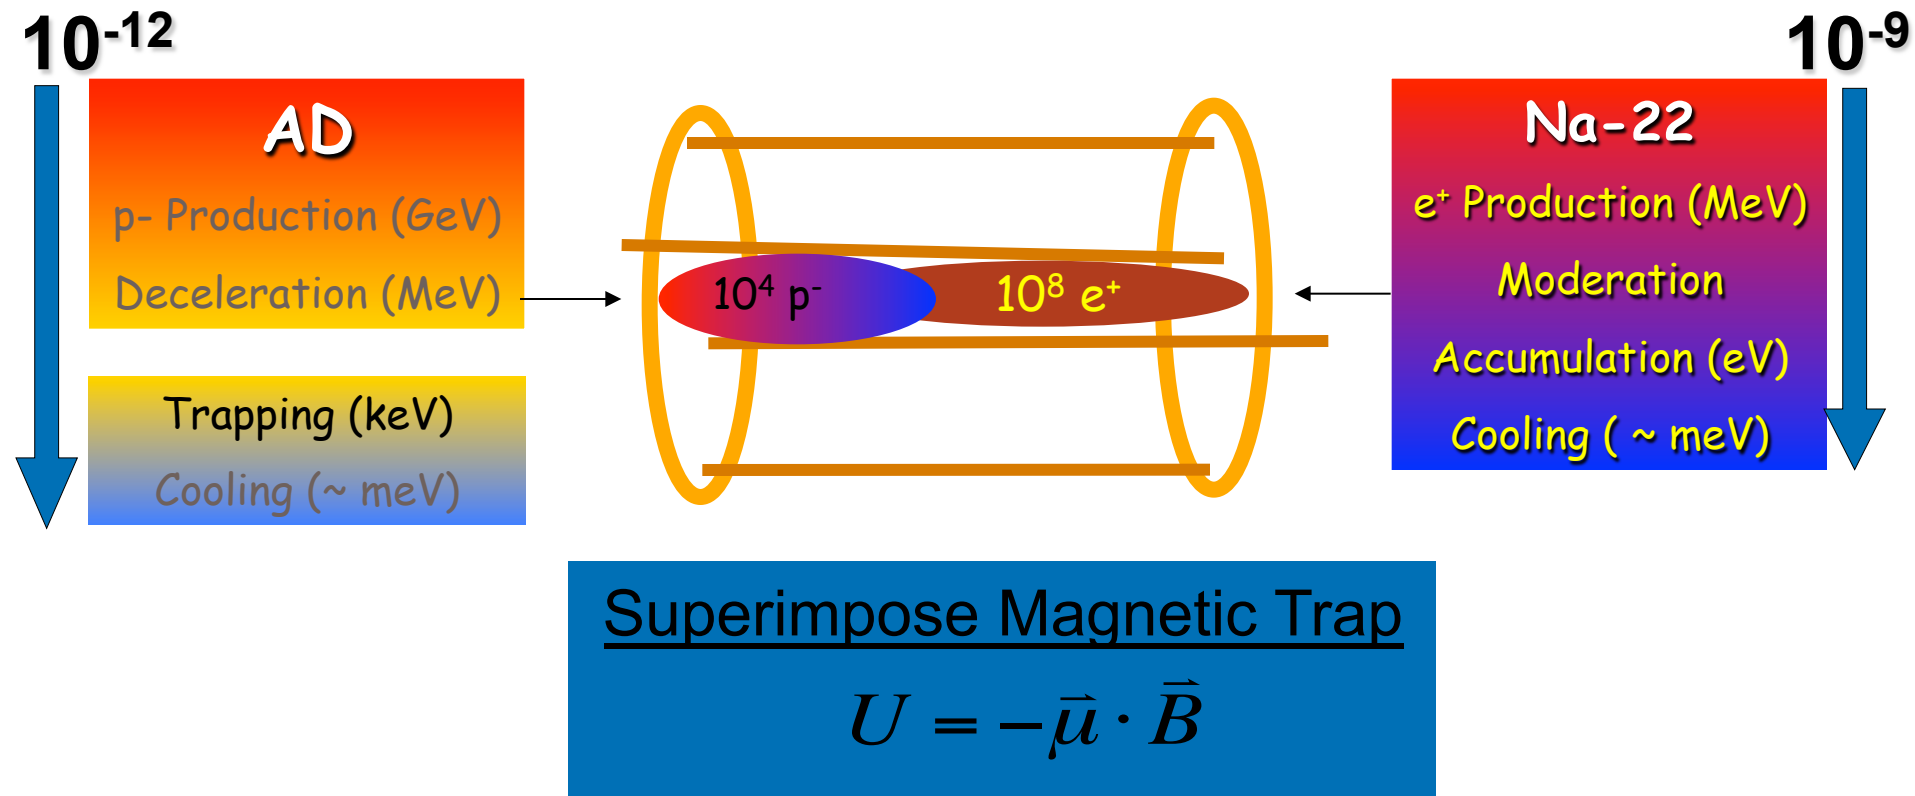 10⁻¹²
AD
p- Production (GeV)
Deceleration (MeV)
Trapping (keV)
Cooling (~ meV)
10⁴ p⁻
10⁸ e⁺
10⁻⁹
Na-22
e⁺ Production (MeV)
Moderation
Accumulation (eV)
Cooling ( ~ meV)
Superimpose Magnetic Trap
U = −μ⃗ · B⃗